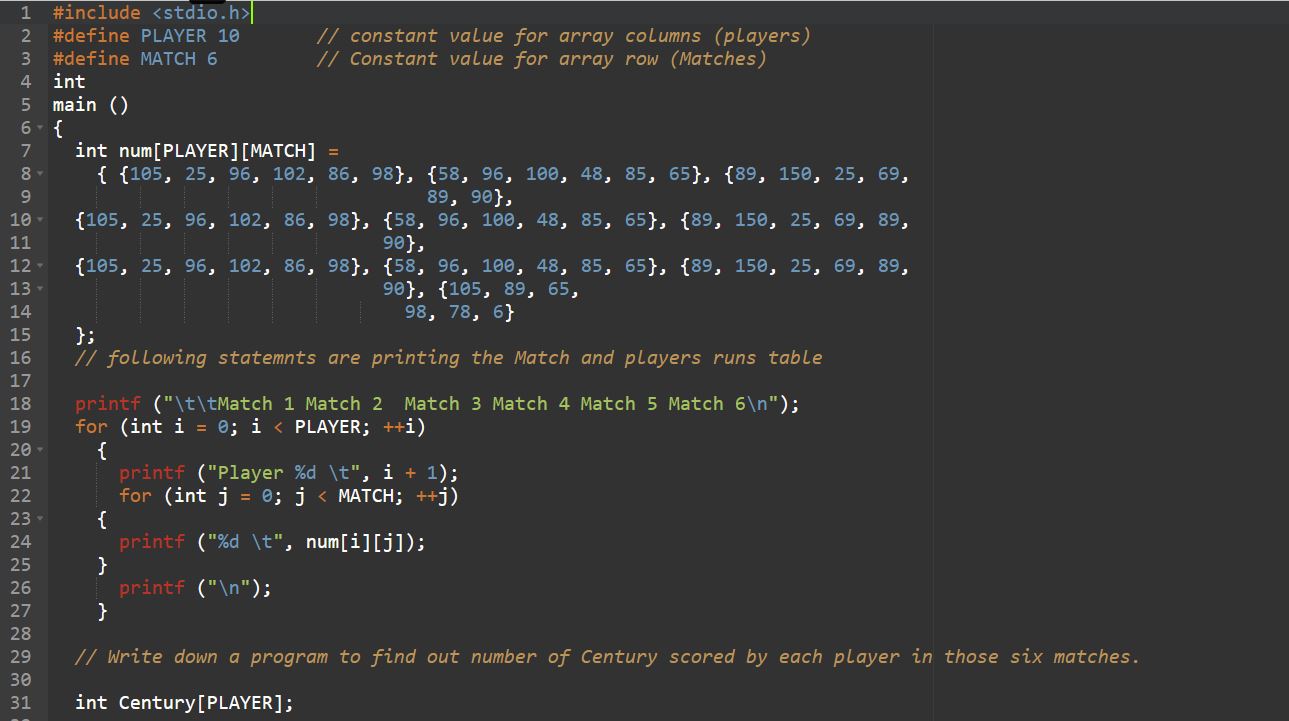 1 #include <stdio.h>
2 #define PLAYER 10 // constant value for array columns (players)
3 #define MATCH 6 // Constant value for array row (Matches)
4 int
5 main ()
6 {
7 int num[PLAYER][MATCH] =
8 { {105, 25, 96, 102, 86, 98}, {58, 96, 100, 48, 85, 65}, {89, 150, 25, 69,
9 89, 90},
10 {105, 25, 96, 102, 86, 98}, {58, 96, 100, 48, 85, 65}, {89, 150, 25, 69, 89,
11 90},
12 {105, 25, 96, 102, 86, 98}, {58, 96, 100, 48, 85, 65}, {89, 150, 25, 69, 89,
13 90}, {105, 89, 65,
14 98, 78, 6}
15 };
16 // following statemnts are printing the Match and players runs table
17
18 printf ("\t\tMatch 1 Match 2  Match 3 Match 4 Match 5 Match 6\n");
19 for (int i = 0; i < PLAYER; ++i)
20 {
21 printf ("Player %d \t", i + 1);
22 for (int j = 0; j < MATCH; ++j)
23 {
24 printf ("%d \t", num[i][j]);
25 }
26 printf ("\n");
27 }
28
29 // Write down a program to find out number of Century scored by each player in those six matches.
30
31 int Century[PLAYER];